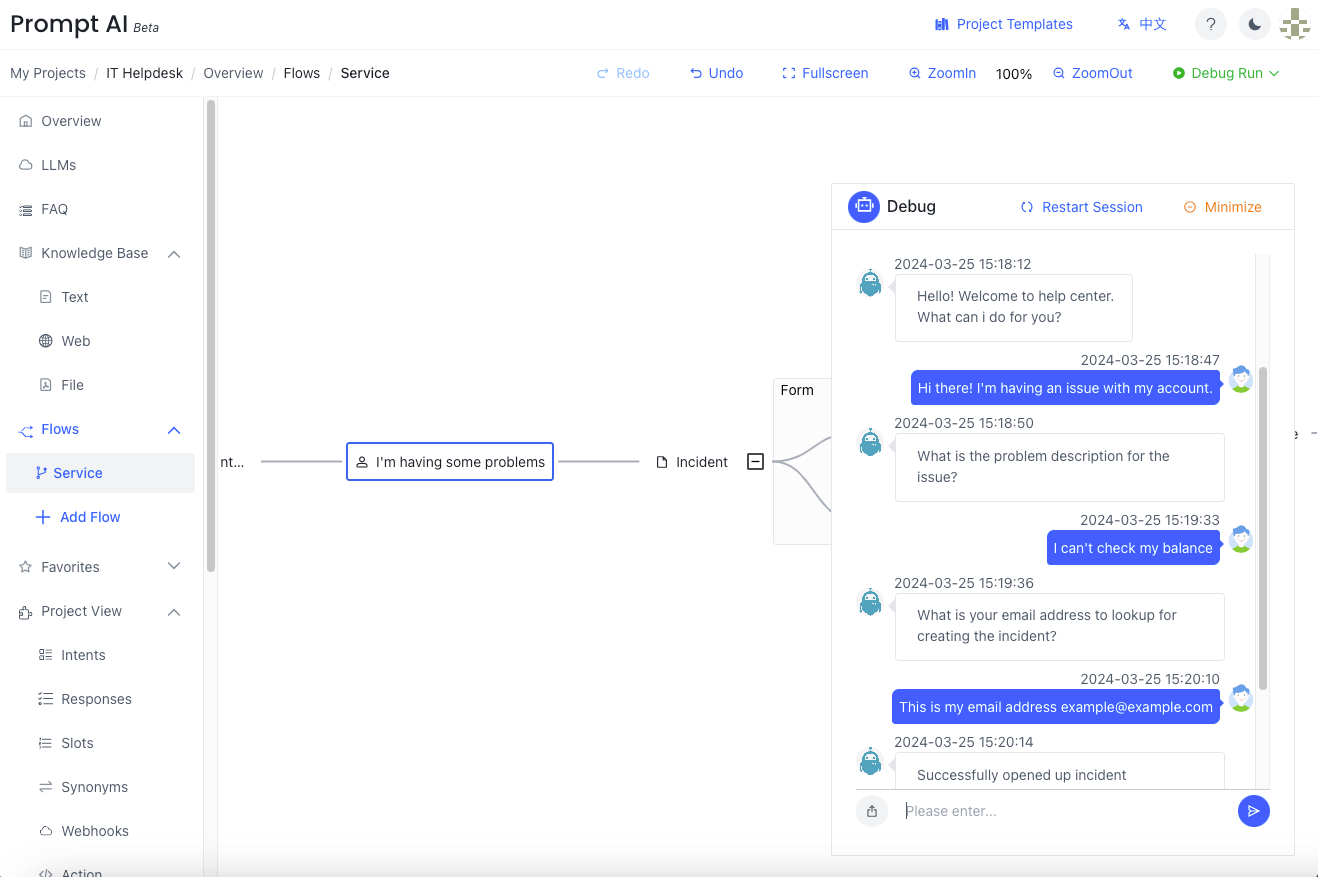 Prompt AI Beta
Project Templates
中文
?
My Projects / IT Helpdesk / Overview / Flows / Service
Redo
Undo
Fullscreen
ZoomIn
100%
ZoomOut
Debug Run
Overview
LLMs
FAQ
Knowledge Base
Text
Web
File
Flows
Service
Add Flow
Favorites
Project View
Intents
Responses
Slots
Synonyms
Webhooks
Action
nt...
I'm having some problems
Incident
Form
e
Debug
Restart Session
Minimize
2024-03-25 15:18:12
Hello! Welcome to help center.
What can i do for you?
2024-03-25 15:18:47
Hi there! I'm having an issue with my account.
2024-03-25 15:18:50
What is the problem description for the
issue?
2024-03-25 15:19:33
I can't check my balance
2024-03-25 15:19:36
What is your email address to lookup for
creating the incident?
2024-03-25 15:20:10
This is my email address example@example.com
2024-03-25 15:20:14
Successfully opened up incident
Please enter...